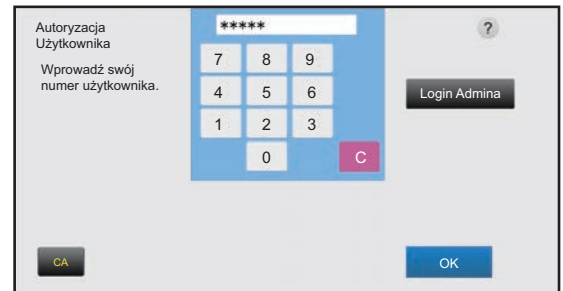 Autoryzacja
Użytkownika
Wprowadź swój
numer użytkownika.
*****
?
7 8 9
4 5 6
1 2 3
0 C
Login Admina
CA
OK